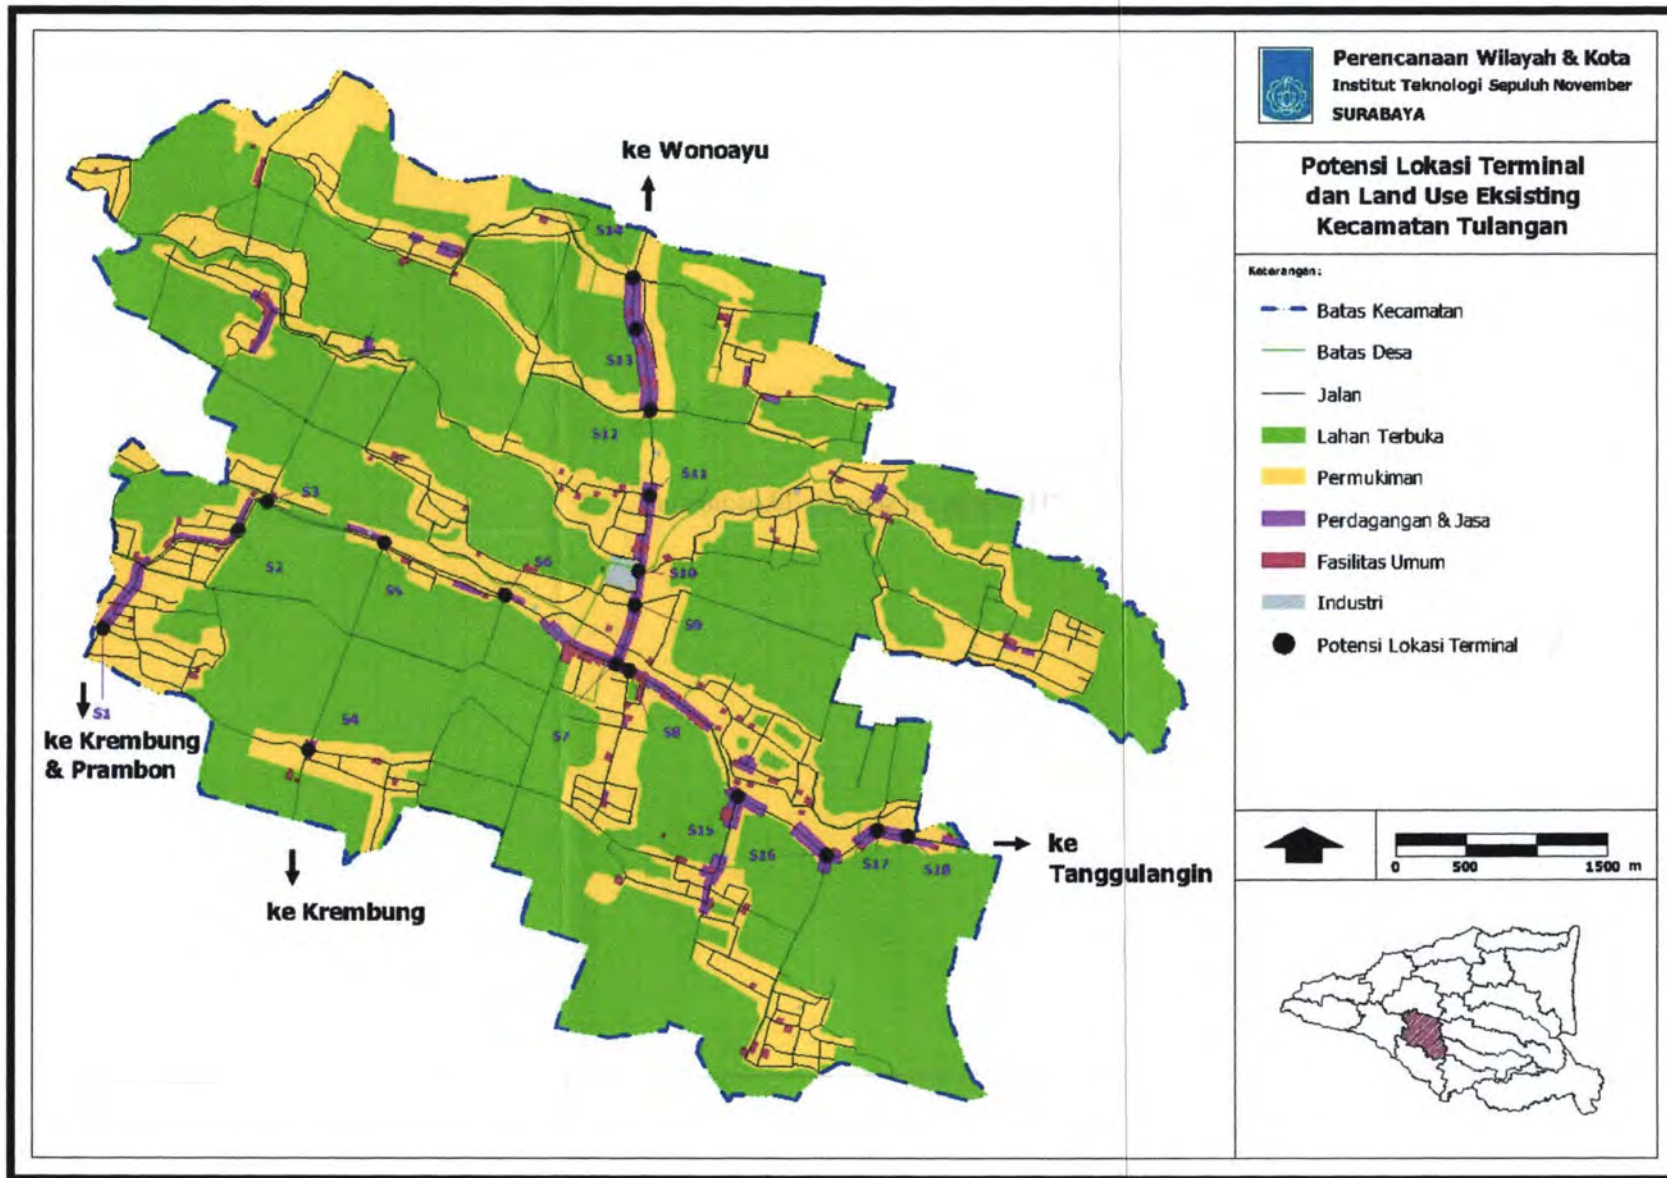 Perencanaan Wilayah & Kota
Institut Teknologi Sepuluh November
SURABAYA
Potensi Lokasi Terminal
dan Land Use Eksisting
Kecamatan Tulangan
Keterangan:
Batas Kecamatan
Batas Desa
Jalan
Lahan Terbuka
Permukiman
Perdagangan & Jasa
Fasilitas Umum
Industri
Potensi Lokasi Terminal
0 500 1500 m
ke Wonoayu
S14
S13
S12
S11
S3
S2
S5
S6
S10
S9
S1
S4
S7
S8
ke Krembung
& Prambon
S15
S16
S17
S18
ke
Tanggulangin
ke Krembung